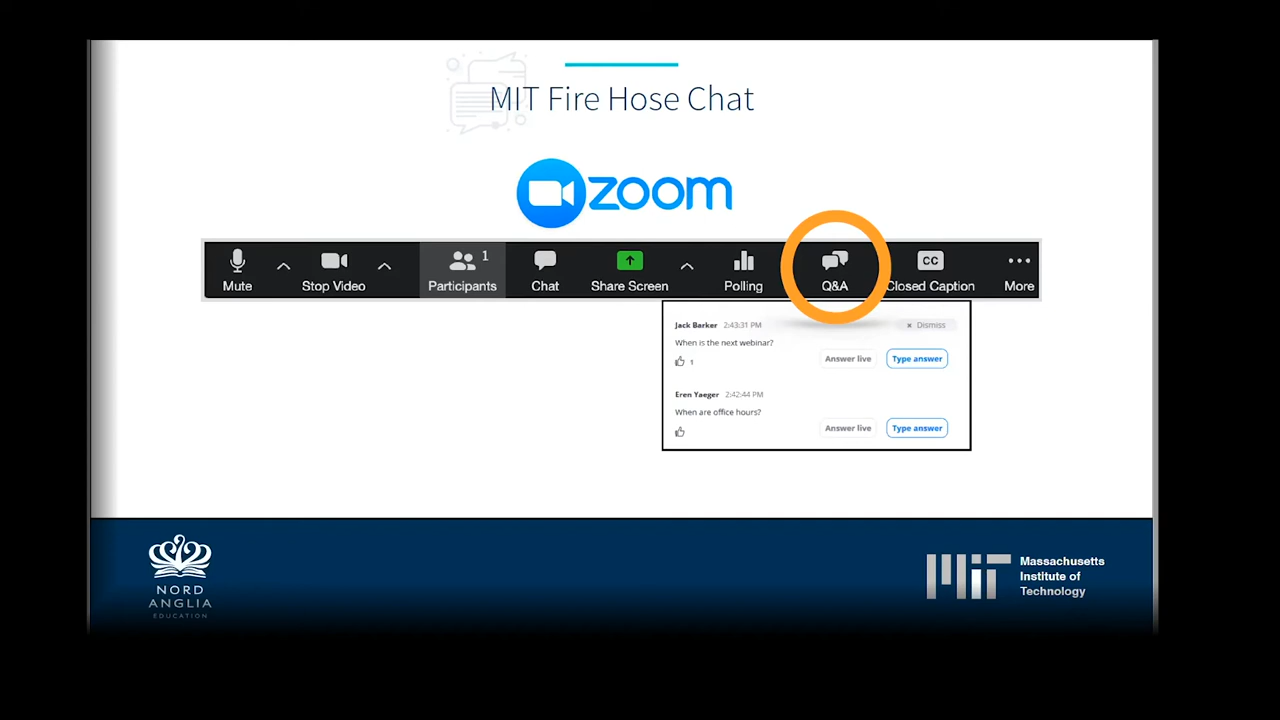 MIT Fire Hose Chat
zoom
Mute Stop Video Participants 1 Chat Share Screen Polling Q&A CC Closed Caption More
Jack Barker 2:43:31 PM × Dismiss
When is the next webinar?
1 Answer live Type answer
Eren Yaeger 2:42:44 PM
When are office hours?
Answer live Type answer
NORD
ANGLIA
EDUCATION
MIT
Massachusetts
Institute of
Technology